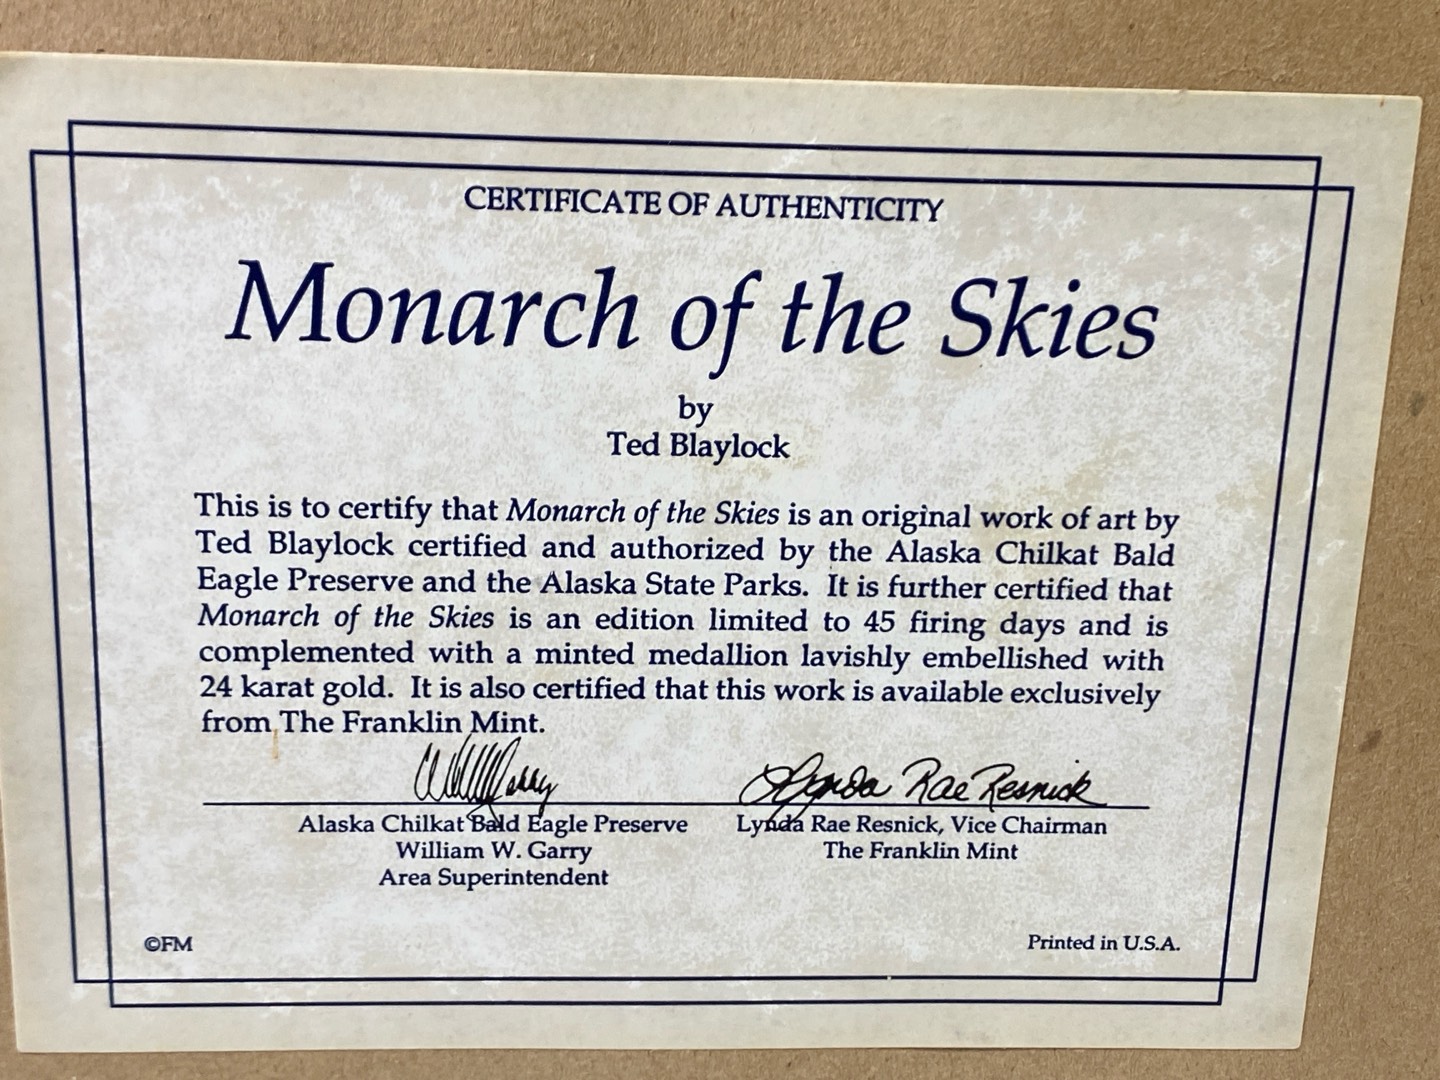 CERTIFICATE OF AUTHENTICITY
Monarch of the Skies
by
Ted Blaylock
This is to certify that Monarch of the Skies is an original work of art by
Ted Blaylock certified and authorized by the Alaska Chilkat Bald
Eagle Preserve and the Alaska State Parks. It is further certified that
Monarch of the Skies is an edition limited to 45 firing days and is
complemented with a minted medallion lavishly embellished with
24 karat gold. It is also certified that this work is available exclusively
from The Franklin Mint.
Lynda Rae Resnick
Alaska Chilkat Bald Eagle Preserve
William W. Garry
Area Superintendent
Lynda Rae Resnick, Vice Chairman
The Franklin Mint
©FM
Printed in U.S.A.